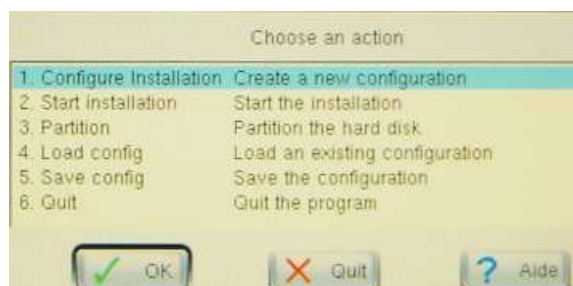 Choose an action
1. Configure Installation Create a new configuration
2. Start installation Start the installation
3. Partition Partition the hard disk
4. Load config Load an existing configuration
5. Save config Save the configuration
6. Quit Quit the program
OK Quit Aide